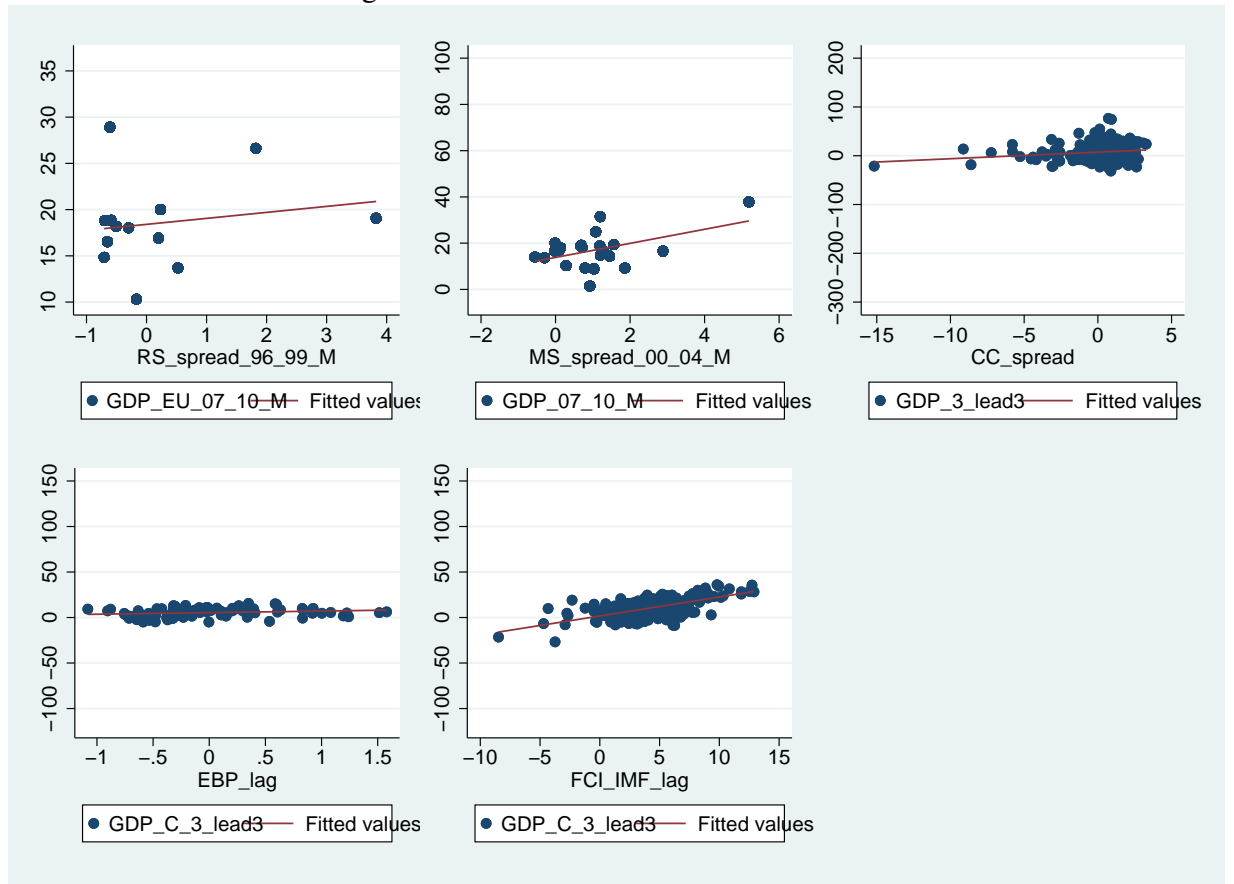 35
30
25
20
15
10
−1 0 1 2 3 4
RS_spread_96_99_M
GDP_EU_07_10_M Fitted values
100
80
60
40
20
0
−2 0 2 4 6
MS_spread_00_04_M
GDP_07_10_M Fitted values
200
100
0
−100
−200
−300
−15 −10 −5 0 5
CC_spread
GDP_3_lead3 Fitted values
150
100
50
0
−50
−100
−1 −.5 0 .5 1 1.5
EBP_lag
GDP_C_3_lead3 Fitted values
150
100
50
0
−50
−100
−10 −5 0 5 10 15
FCI_IMF_lag
GDP_C_3_lead3 Fitted values